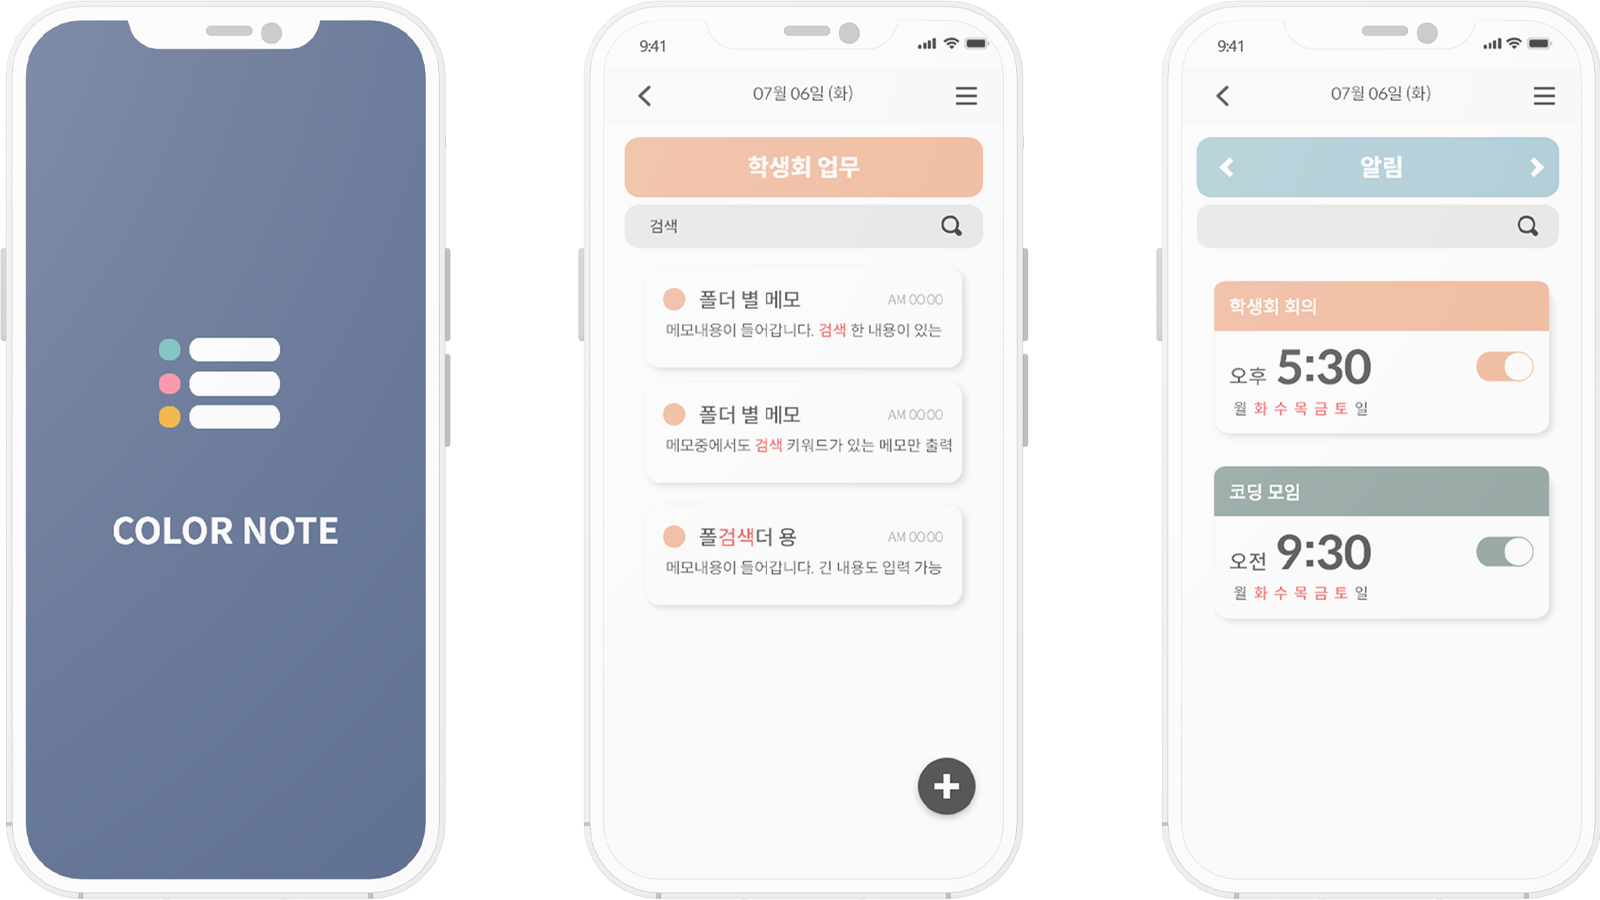 COLOR NOTE
9:41
07월 06일 (화)
학생회 업무
검색
폴더 별 메모 AM 00:00
메모내용이 들어갑니다. 검색 한 내용이 있는
폴더 별 메모 AM 00:00
메모중에서도 검색 키워드가 있는 메모만 출력
폴검색더 용 AM 00:00
메모내용이 들어갑니다. 긴 내용도 입력 가능
9:41
07월 06일 (화)
알림
학생회 회의
오후 5:30
월 화 수 목 금 토 일
코딩 모임
오전 9:30
월 화 수 목 금 토 일